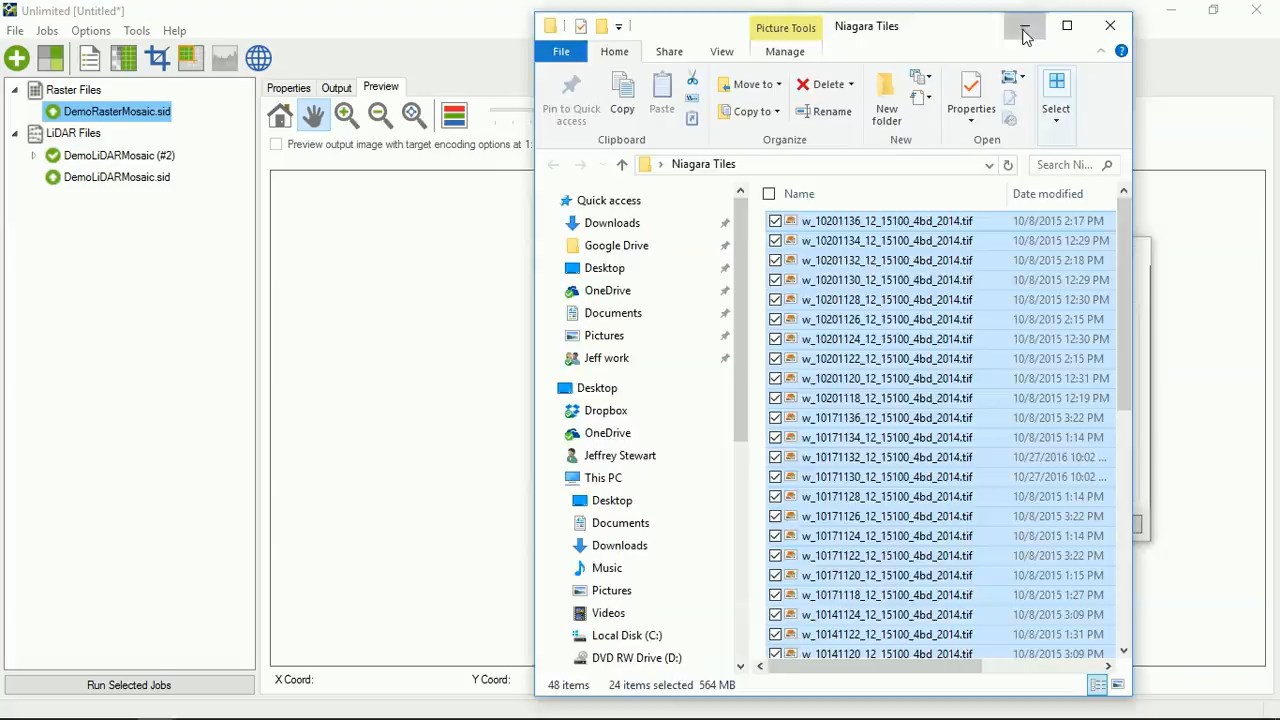 Unlimited [Untitled*]
File Jobs Options Tools Help
Raster Files
DemoRasterMosaic.sid
LiDAR Files
DemoLiDARMosaic (#2)
DemoLiDARMosaic.sid
Run Selected Jobs
Properties Output Preview
Preview output image with target encoding options at 1:
X Coord: Y Coord:
Picture Tools Niagara Tiles
File Home Share View Manage
Pin to Quick access
Copy
Paste
Clipboard
Move to
Copy to
Delete
Rename
Organize
New folder
New
Properties
Open
Select
Niagara Tiles
Search Ni...
Quick access
Downloads
Google Drive
Desktop
OneDrive
Documents
Pictures
Jeff work
Desktop
Dropbox
OneDrive
Jeffrey Stewart
This PC
Desktop
Documents
Downloads
Music
Pictures
Videos
Local Disk (C:)
DVD RW Drive (D:)
Name Date modified
w_10201136_12_15100_4bd_2014.tif 10/8/2015 2:17 PM
w_10201134_12_15100_4bd_2014.tif 10/8/2015 12:29 PM
w_10201132_12_15100_4bd_2014.tif 10/8/2015 2:18 PM
w_10201130_12_15100_4bd_2014.tif 10/8/2015 12:29 PM
w_10201128_12_15100_4bd_2014.tif 10/8/2015 12:30 PM
w_10201126_12_15100_4bd_2014.tif 10/8/2015 2:15 PM
w_10201124_12_15100_4bd_2014.tif 10/8/2015 12:30 PM
w_10201122_12_15100_4bd_2014.tif 10/8/2015 2:15 PM
w_10201120_12_15100_4bd_2014.tif 10/8/2015 12:31 PM
w_10201118_12_15100_4bd_2014.tif 10/8/2015 12:19 PM
w_10171136_12_15100_4bd_2014.tif 10/8/2015 3:22 PM
w_10171134_12_15100_4bd_2014.tif 10/8/2015 1:14 PM
w_10171132_12_15100_4bd_2014.tif 10/27/2016 10:02 ...
w_10171130_12_15100_4bd_2014.tif 10/27/2016 10:02 ...
w_10171128_12_15100_4bd_2014.tif 10/8/2015 1:14 PM
w_10171126_12_15100_4bd_2014.tif 10/8/2015 3:22 PM
w_10171124_12_15100_4bd_2014.tif 10/8/2015 1:14 PM
w_10171122_12_15100_4bd_2014.tif 10/8/2015 3:22 PM
w_10171120_12_15100_4bd_2014.tif 10/8/2015 1:15 PM
w_10171118_12_15100_4bd_2014.tif 10/8/2015 1:27 PM
w_10141124_12_15100_4bd_2014.tif 10/8/2015 3:09 PM
w_10141122_12_15100_4bd_2014.tif 10/8/2015 1:31 PM
w_10141120_12_15100_4bd_2014.tif 10/8/2015 3:09 PM
48 items 24 items selected 564 MB